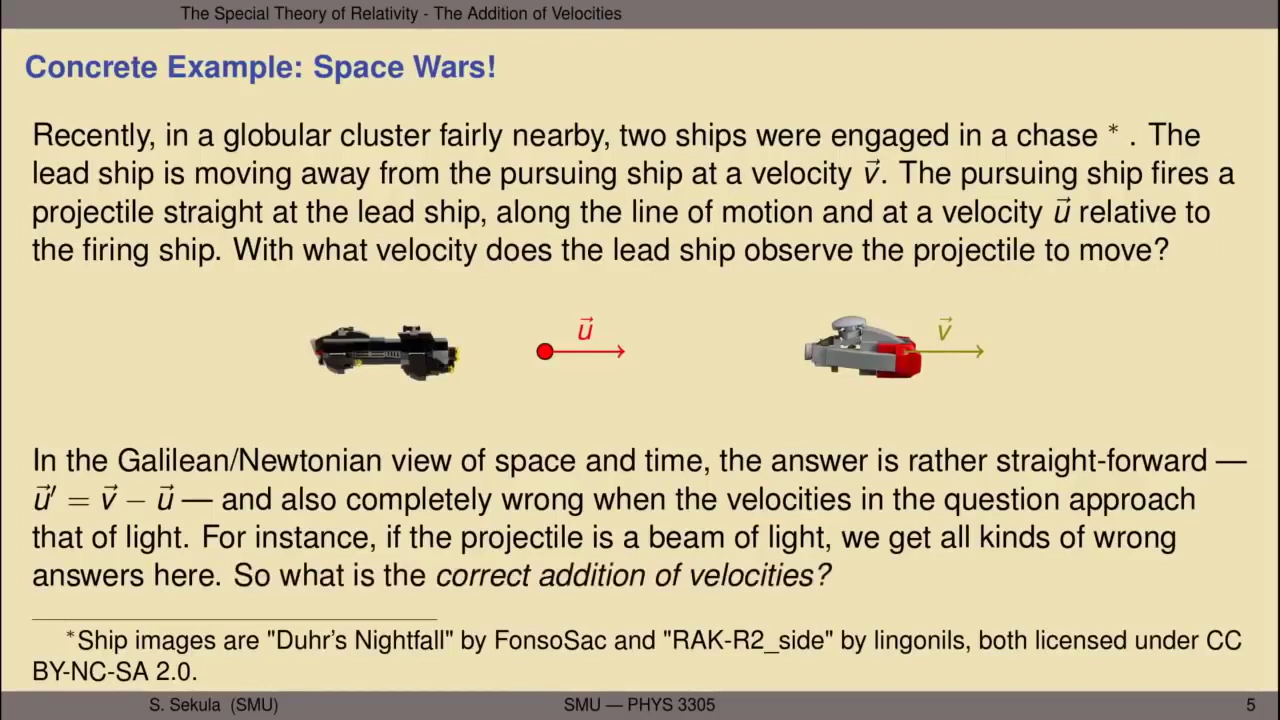 The Special Theory of Relativity - The Addition of Velocities
Concrete Example: Space Wars!
Recently, in a globular cluster fairly nearby, two ships were engaged in a chase * . The
lead ship is moving away from the pursuing ship at a velocity v⃗. The pursuing ship fires a
projectile straight at the lead ship, along the line of motion and at a velocity u⃗ relative to
the firing ship. With what velocity does the lead ship observe the projectile to move?
u⃗
v⃗
In the Galilean/Newtonian view of space and time, the answer is rather straight-forward —
u⃗′ = v⃗ − u⃗ — and also completely wrong when the velocities in the question approach
that of light. For instance, if the projectile is a beam of light, we get all kinds of wrong
answers here. So what is the correct addition of velocities?
*Ship images are "Duhr's Nightfall" by FonsoSac and "RAK-R2_side" by lingonils, both licensed under CC
BY-NC-SA 2.0.
S. Sekula (SMU)
SMU — PHYS 3305
5